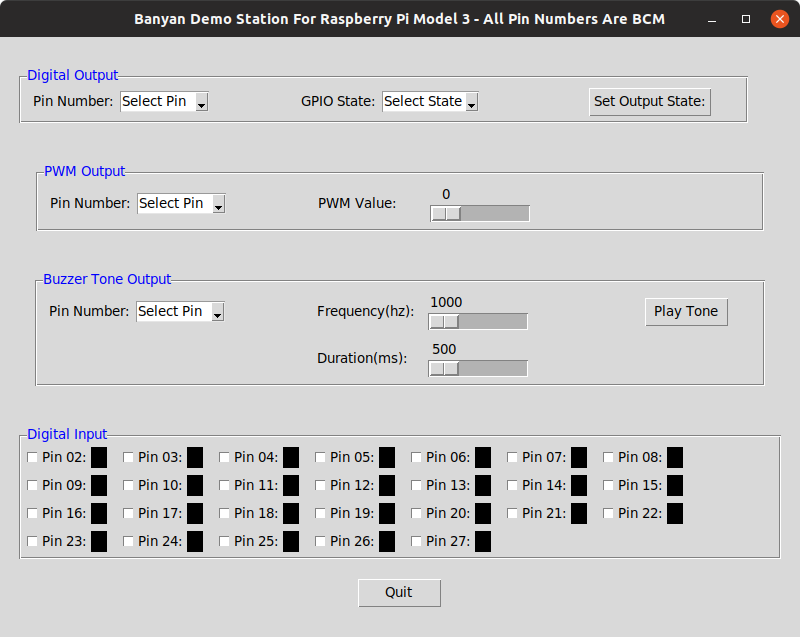 Banyan Demo Station For Raspberry Pi Model 3 - All Pin Numbers Are BCM
Digital Output
Pin Number: Select Pin GPIO State: Select State Set Output State:
PWM Output
0
Pin Number: Select Pin PWM Value:
Buzzer Tone Output
1000
Pin Number: Select Pin Frequency(hz): Play Tone
500
Duration(ms):
Digital Input
Pin 02: Pin 03: Pin 04: Pin 05: Pin 06: Pin 07: Pin 08:
Pin 09: Pin 10: Pin 11: Pin 12: Pin 13: Pin 14: Pin 15:
Pin 16: Pin 17: Pin 18: Pin 19: Pin 20: Pin 21: Pin 22:
Pin 23: Pin 24: Pin 25: Pin 26: Pin 27:
Quit